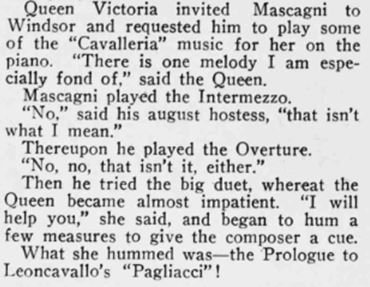 Queen Victoria invited Mascagni to
Windsor and requested him to play some
of the "Cavalleria" music for her on the
piano. "There is one melody I am espe-
cially fond of," said the Queen.
Mascagni played the Intermezzo.
"No," said his august hostess, "that isn't
what I mean."
Thereupon he played the Overture.
"No, no, that isn't it, either."
Then he tried the big duet, whereat the
Queen became almost impatient. "I will
help you," she said, and began to hum a
few measures to give the composer a cue.
What she hummed was—the Prologue to
Leoncavallo's "Pagliacci"!